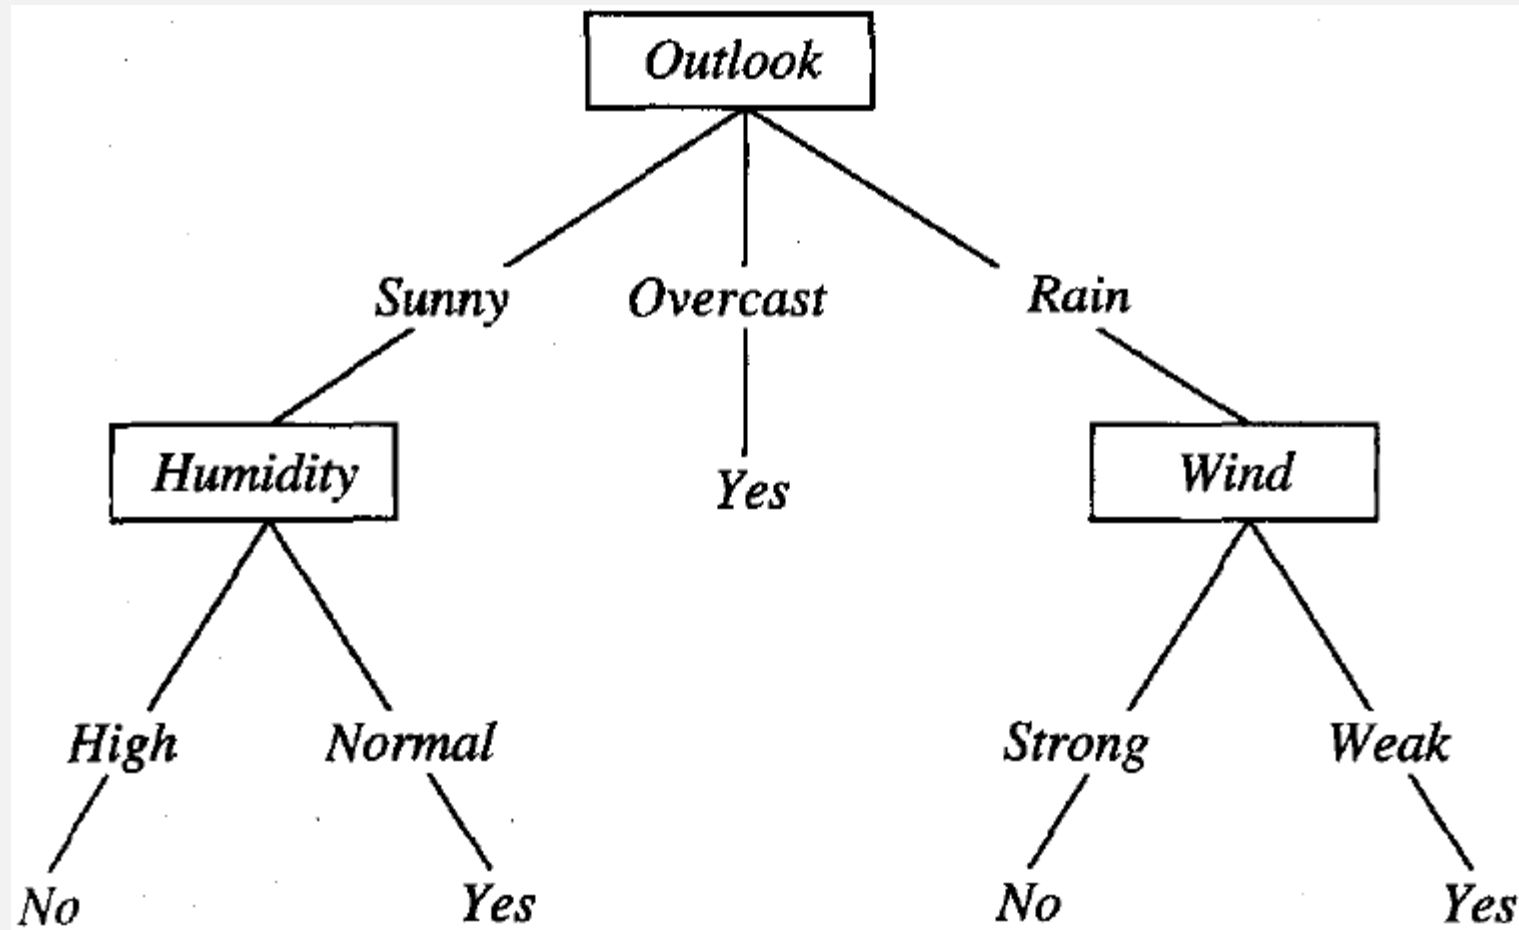 Outlook
Sunny Overcast Rain
Humidity Yes Wind
High Normal Strong Weak
No Yes No Yes